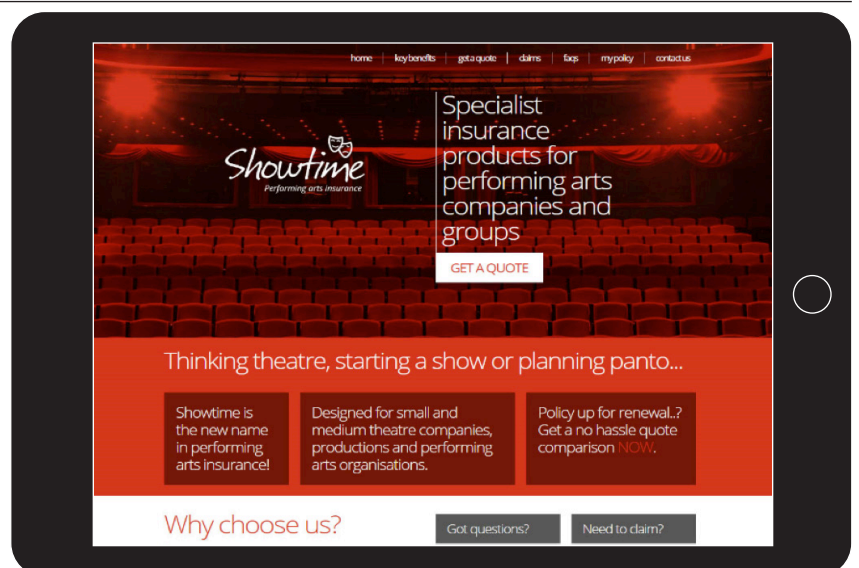 home | key benefits | get a quote | claims | faqs | my policy | contact us
Showtime
Performing arts insurance
Specialist
insurance
products for
performing arts
companies and
groups
GET A QUOTE
Thinking theatre, starting a show or planning panto...
Showtime is
the new name
in performing
arts insurance!
Designed for small and
medium theatre companies,
productions and performing
arts organisations.
Policy up for renewal..?
Get a no hassle quote
comparison NOW.
Why choose us?
Got questions?
Need to claim?